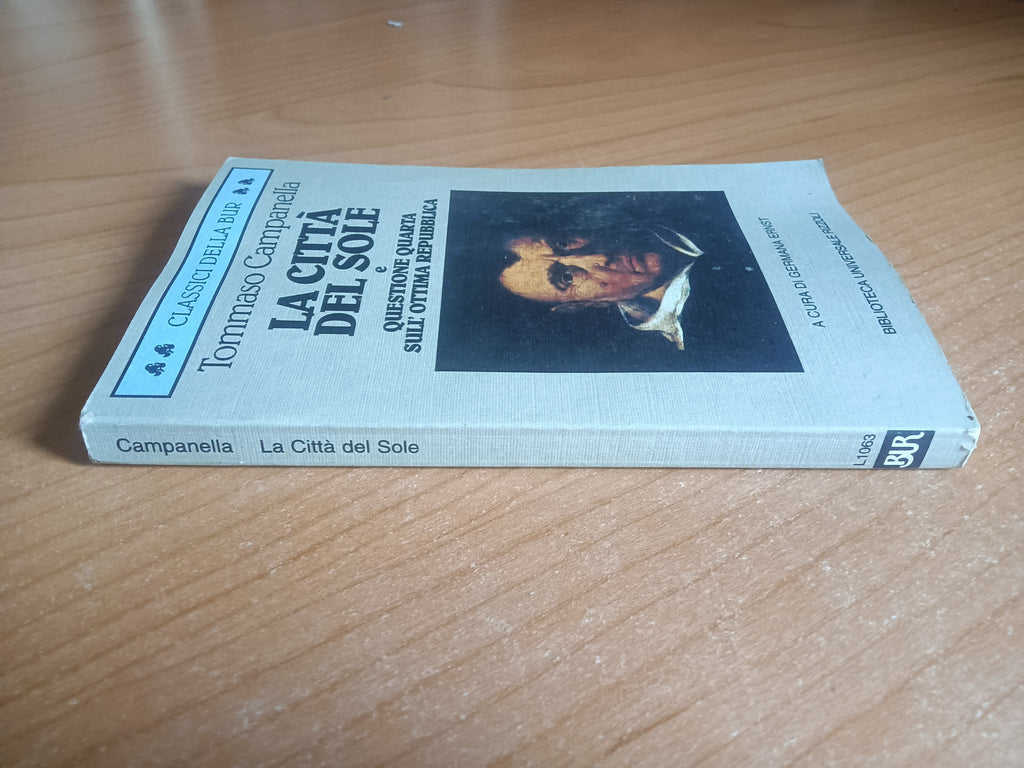 CLASSICI DELLA BUR
Tommaso Campanella
LA CITTÀ
DEL SOLE
e
QUESTIONE QUARTA
SULL'OTTIMA REPUBBLICA
A CURA DI GERMANA ERNST
BIBLIOTECA UNIVERSALE RIZZOLI
Campanella La Città del Sole
L1063
BUR